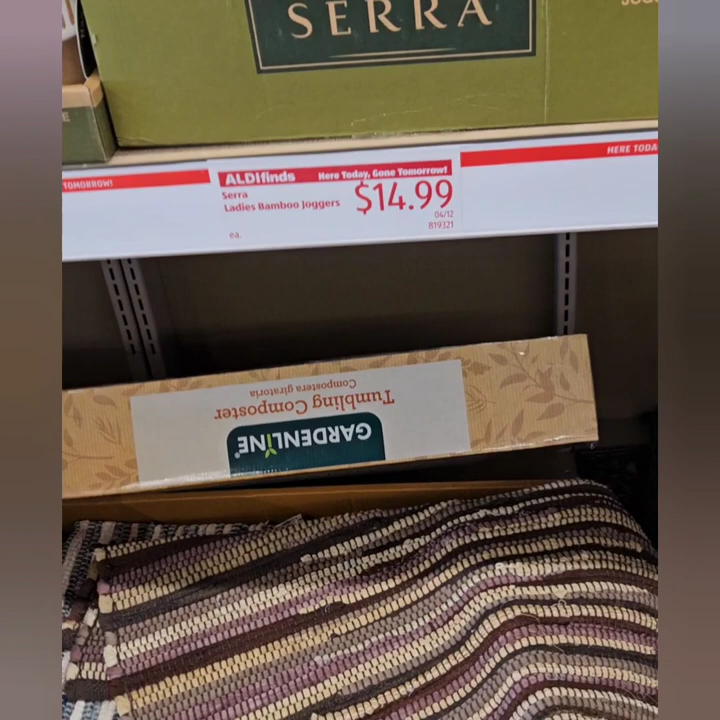 SERRA
TOMORROW!
ALDIfinds Here Today, Gone Tomorrow!
Serra
Ladies Bamboo Joggers
$14.99
04/12
819321
ea.
HERE TODA
GARDENLINE®
Tumbling Composter
Compostera giratoria